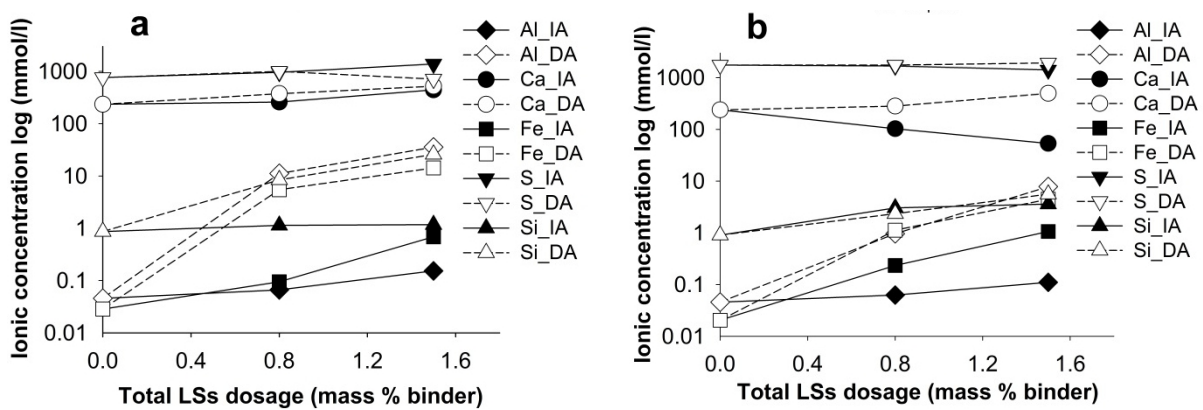 a
Ionic concentration log (mmol/l)
1000
100
10
1
0.1
0.01
0.0 0.4 0.8 1.2 1.6
Total LSs dosage (mass % binder)
Al_IA
Al_DA
Ca_IA
Ca_DA
Fe_IA
Fe_DA
S_IA
S_DA
Si_IA
Si_DA
b
Ionic concentration log (mmol/l)
1000
100
10
1
0.1
0.01
0.0 0.4 0.8 1.2 1.6
Total LSs dosage (mass % binder)
Al_IA
Al_DA
Ca_IA
Ca_DA
Fe_IA
Fe_DA
S_IA
S_DA
Si_IA
Si_DA